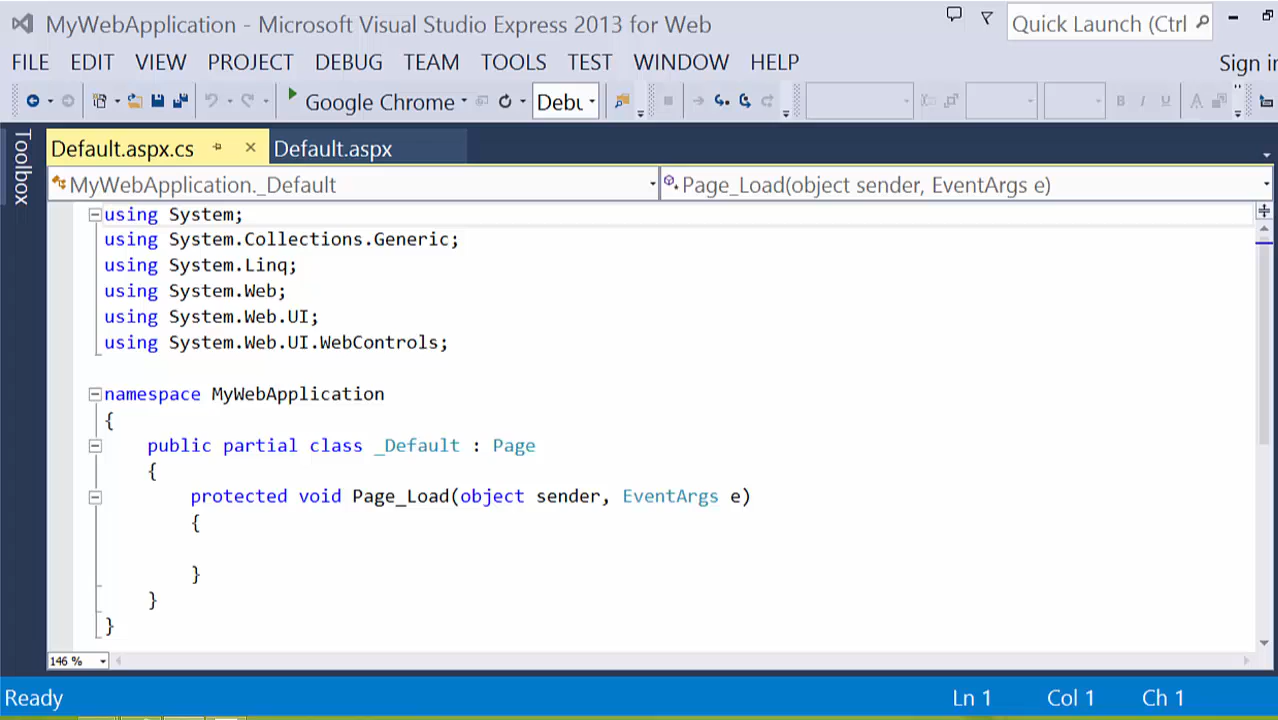 MyWebApplication - Microsoft Visual Studio Express 2013 for Web
Quick Launch (Ctrl
FILE EDIT VIEW PROJECT DEBUG TEAM TOOLS TEST WINDOW HELP
Sign in
Google Chrome
Debu
B I U A
Toolbox
Default.aspx.cs
Default.aspx
MyWebApplication._Default
Page_Load(object sender, EventArgs e)
using System;
using System.Collections.Generic;
using System.Linq;
using System.Web;
using System.Web.UI;
using System.Web.UI.WebControls;
namespace MyWebApplication
{
public partial class _Default : Page
{
protected void Page_Load(object sender, EventArgs e)
{
}
}
}
146 %
Ready
Ln 1 Col 1 Ch 1